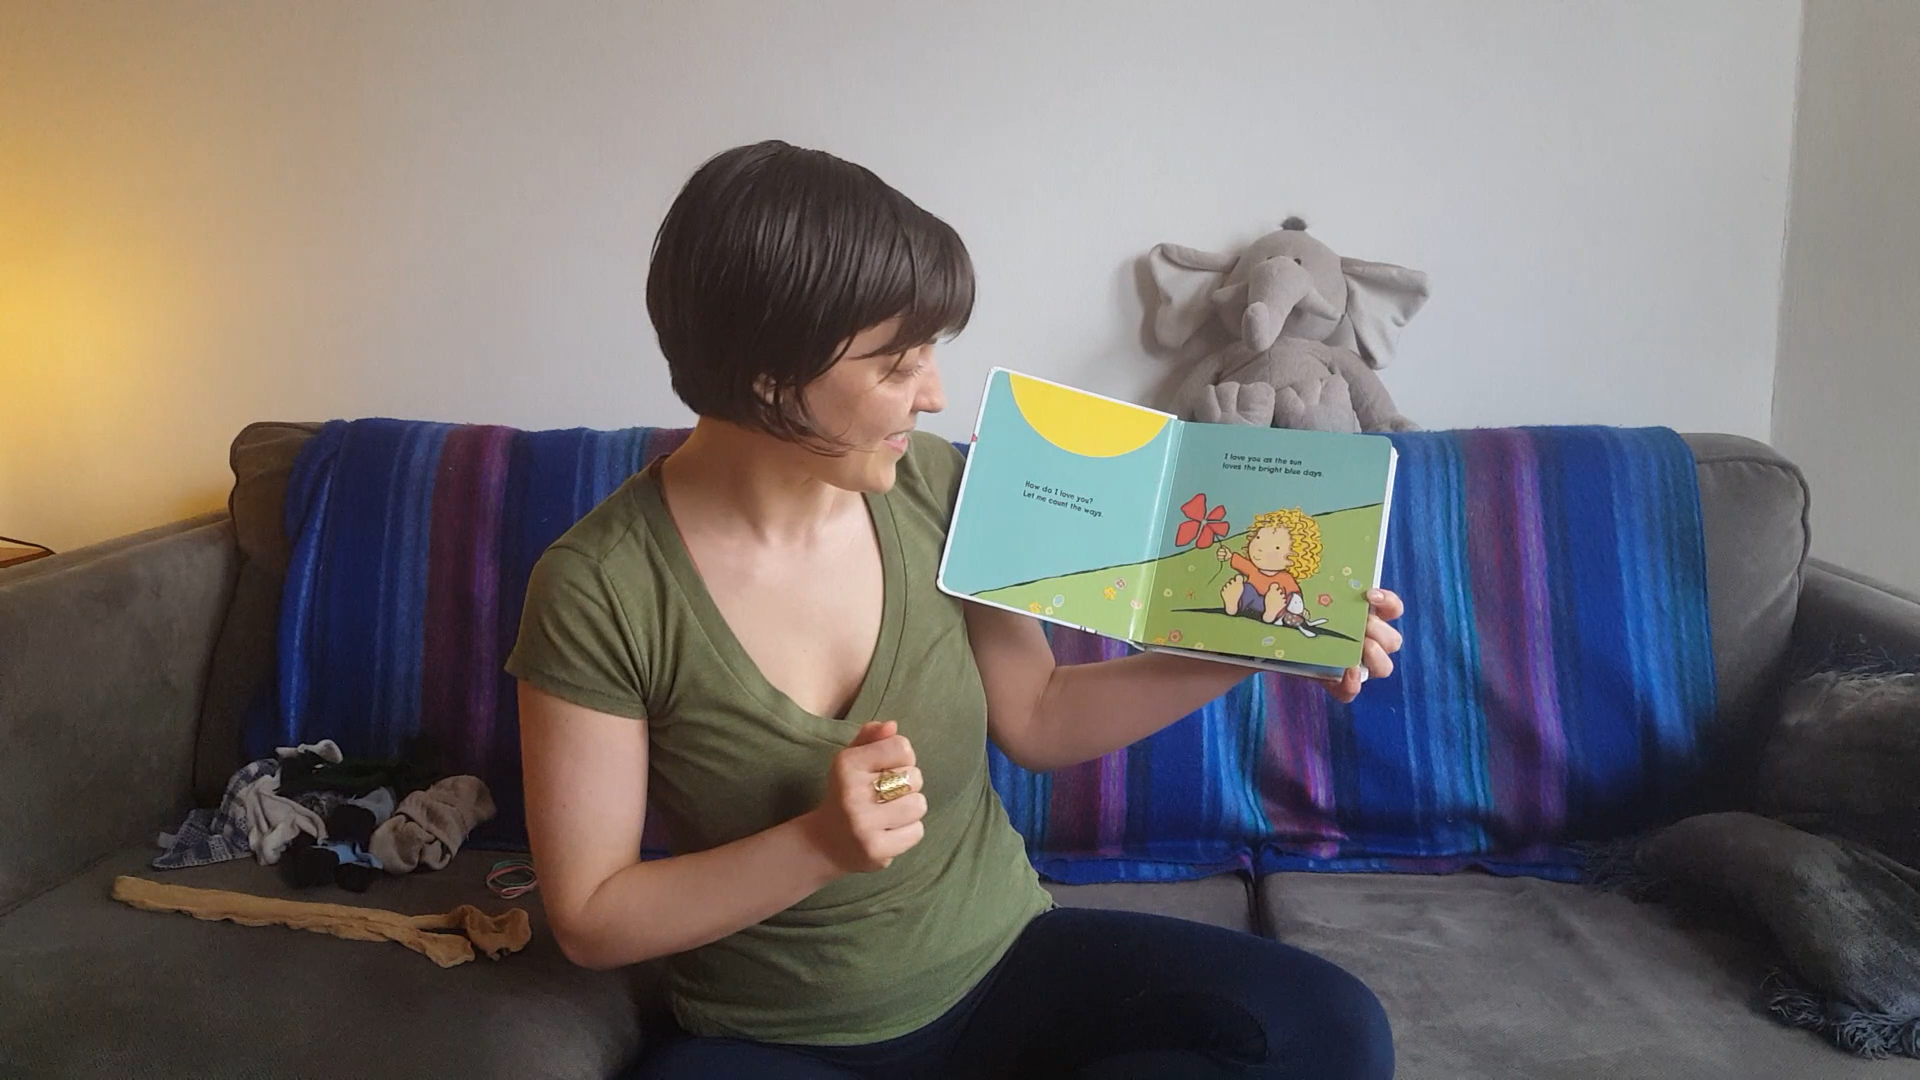 How do I love you?
Let me count the ways.
I love you as the sun
loves the bright blue days.